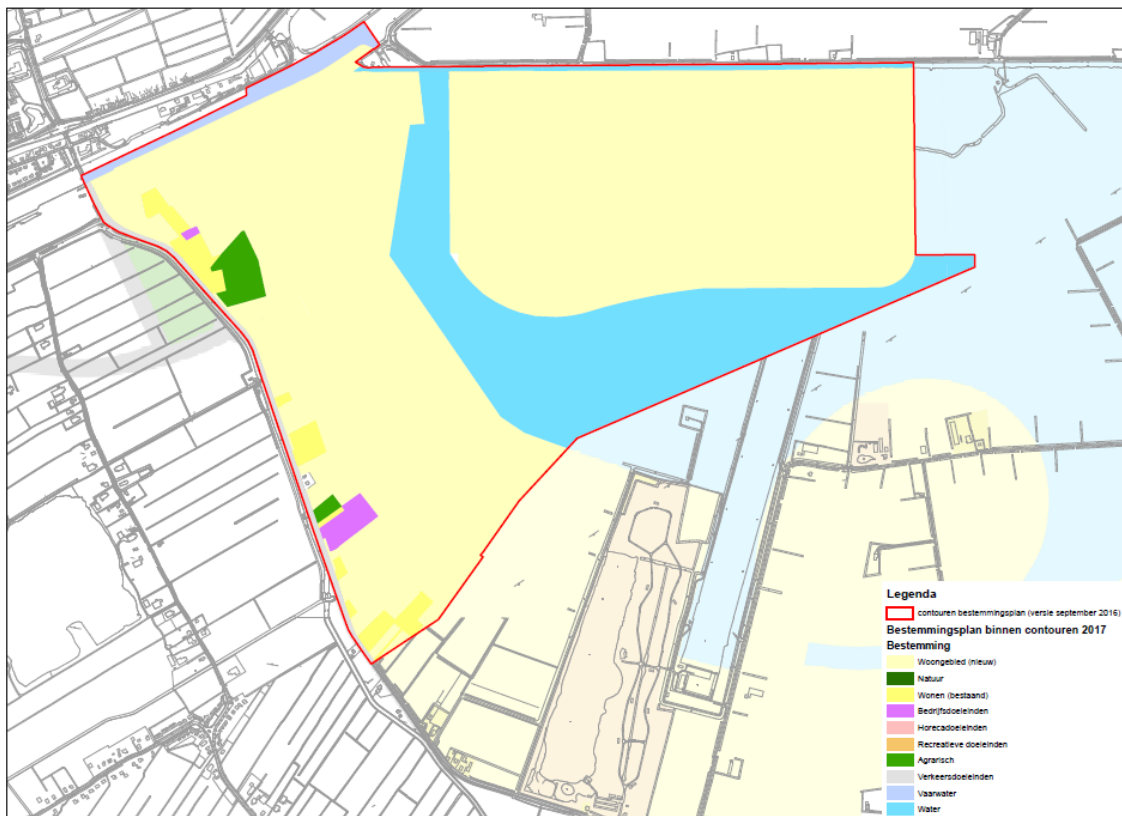 Legenda
contouren bestemmingsplan (versie september 2016)
Bestemmingsplan binnen contouren 2017
Bestemming
Woongebied (nieuw)
Natuur
Wonen (bestaand)
Bedrijfsdoeleinden
Horecadoeleinden
Recreatieve doeleinden
Agrarisch
Verkeersdoeleinden
Vaarwater
Water